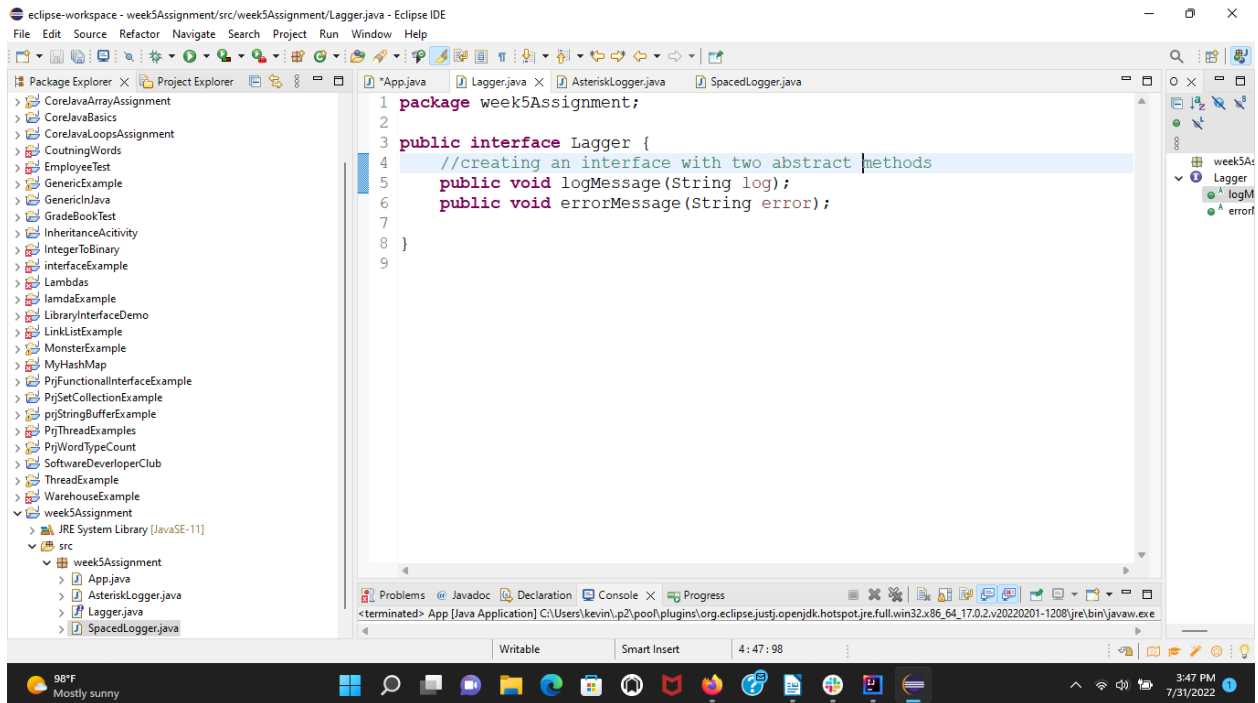 eclipse-workspace - week5Assignment/src/week5Assignment/Lagger.java - Eclipse IDE
File Edit Source Refactor Navigate Search Project Run Window Help
Package Explorer Project Explorer
CoreJavaArrayAssignment
CoreJavaBasics
CoreJavaLoopsAssignment
CoutningWords
EmployeeTest
GenericExample
GenericInJava
GradeBookTest
InheritanceAcitivity
IntegerToBinary
interfaceExample
Lambdas
lamdaExample
LibraryInterfaceDemo
LinkListExample
MonsterExample
MyHashMap
PrjFunctionalInterfaceExample
PrjSetCollectionExample
prjStringBufferExample
PrjThreadExamples
PrjWordTypeCount
SoftwareDeverloperClub
ThreadExample
WarehouseExample
week5Assignment
JRE System Library [JavaSE-11]
src
week5Assignment
App.java
AsteriskLogger.java
Lagger.java
SpacedLogger.java
*App.java Lagger.java AsteriskLogger.java SpacedLogger.java
1 package week5Assignment;
2
3 public interface Lagger {
4 //creating an interface with two abstract methods
5 public void logMessage(String log);
6 public void errorMessage(String error);
7
8 }
9
O
week5As
Lagger
logM
errorM
Problems Javadoc Declaration Console Progress
<terminated> App [Java Application] C:\Users\kevin\.p2\pool\plugins\org.eclipse.justj.openjdk.hotspot.jre.full.win32.x86_64_17.0.2.v20220201-1208\jre\bin\javaw.exe
Writable Smart Insert 4 : 47 : 98
98°F
Mostly sunny
3:47 PM
7/31/2022
1